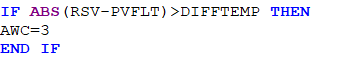 IF ABS(RSV-PVFLT)>DIFFTEMP THEN
AWC=3
END IF